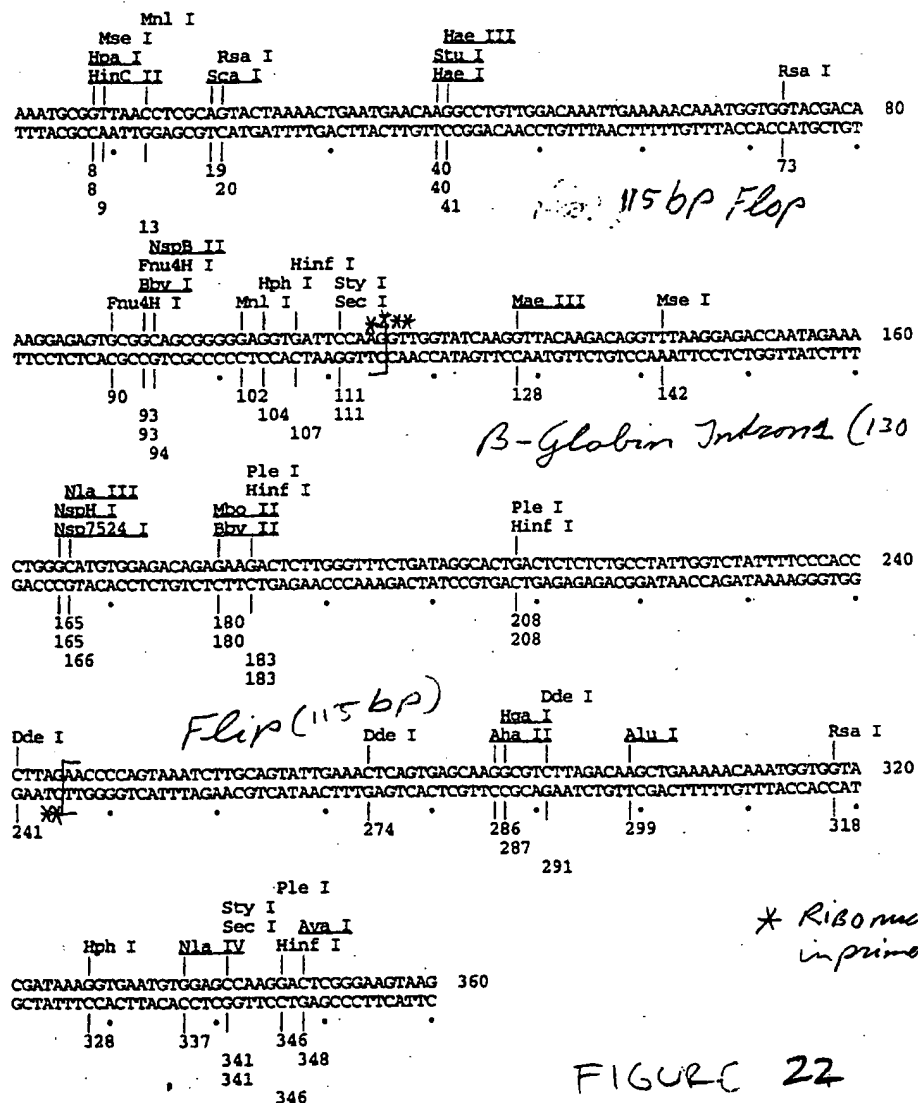 Mnl I
Mse I Hae III
Hpa I Rsa I Stu I
HinC II Sca I Hae I Rsa I
AAATGCGGTTAACCTCGCAGTACTAAAACTGAATGAACAAGGCCTGTTGGACAAATTGAAAAACAAATGGTGGTACGACA 80
TTTACGCCAATTGGAGCGTCATGATTTTGACTTACTTGTTCCGGACAACCTGTTTAACTTTTTGTTTACCACCATGCTGT
8 19 40 73
8 20 40
9 41
13
115 bp Flop
NspB II
Fnu4H I Hinf I
Bbv I Hph I Sty I
Fnu4H I Mnl I Sec I Mae III Mse I
****
AAGGAGAGTGCGGCAGCGGGGGAGGTGATTCCAAGGTTGGTATCAAGGTTACAAGACAGGTTTAAGGAGACCAATAGAAA 160
TTCCTCTCACGCCGTCGCCCCCTCCACTAAGGTTCCAACCATAGTTCCAATGTTCTGTCCAAATTCCTCTGGTTATCTTT
90 102 111 128 142
93 104 111
93 107
94
β-Globin Intron 1 (130
Nla III Ple I
NspH I Mbo II Hinf I Ple I
Nsp7524 I Bbv II Hinf I
CTGGGCATGTGGAGACAGAGAAGACTCTTGGGTTTCTGATAGGCACTGACTCTCTCTGCCTATTGGTCTATTTTCCCACC 240
GACCCGTACACCTCTGTCTCTTCTGAGAACCCAAAGACTATCCGTGACTGAGAGAGACGGATAACCAGATAAAAGGGTGG
165 180 208
165 180 208
166 183
183
Flip (115 bp)
Dde I
Hga I
Dde I Dde I Aha II Alu I Rsa I
CTTAGAACCCCAGTAAATCTTGCAGTATTGAAACTCAGTGAGCAAGGCGTCTTAGACAAGCTGAAAAACAAATGGTGGTA 320
GAATCTTGGGGTCATTTAGAACGTCATAACTTTGAGTCACTCGTTCCGCAGAATCTGTTCGACTTTTTGTTTACCACCAT
**
241 274 286 299 318
287
291
Ple I
Sty I
Sec I Ava I
Hph I Nla IV Hinf I
CGATAAAGGTGAATGTGGAGCCAAGGACTCGGGAAGTAAG 360
GCTATTTCCACTTACACCTCGGTTCCTGAGCCCTTCATTC
328 337 346
341 348
341
346
*
in
FIGURE 22